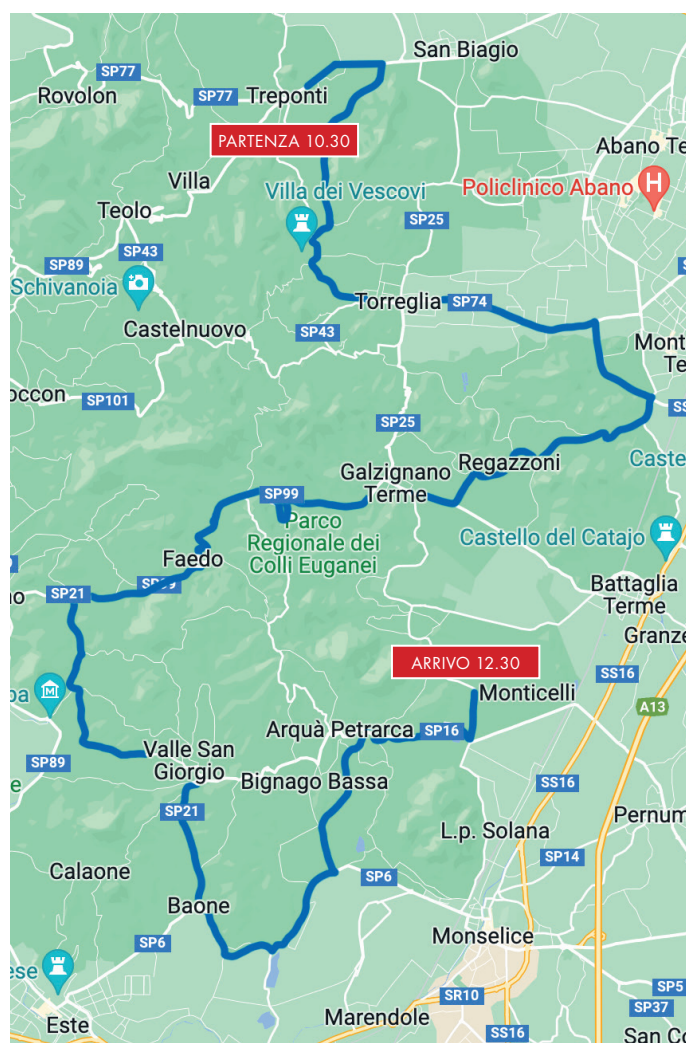 San Biagio
SP77
Rovolon
SP77
Treponti
PARTENZA 10.30
Abano Te
Villa
Villa dei Vescovi
Policlinico Abano
H
Teolo
SP25
SP43
SP89
Schivanoia
Torreglia
SP74
Castelnuovo
SP43
Mont
Te
occon
SP101
SS
SP25
Galzignano
Terme
Regazzoni
Caste
SP99
Parco
Regionale dei
Colli Euganei
Castello del Catajo
Faedo
Battaglia
Terme
no
SP21
Granze
ARRIVO 12.30
SS16
Monticelli
ba
M
A13
Arquà Petrarca
SP16
Valle San
Giorgio
SP89
Bignago Bassa
SS16
e
SP21
Pernum
L.p. Solana
SP14
Calaone
SP6
Baone
SP6
Monselice
ese
SP5
SR10
SP37
Este
Marendole
SS16
San Co